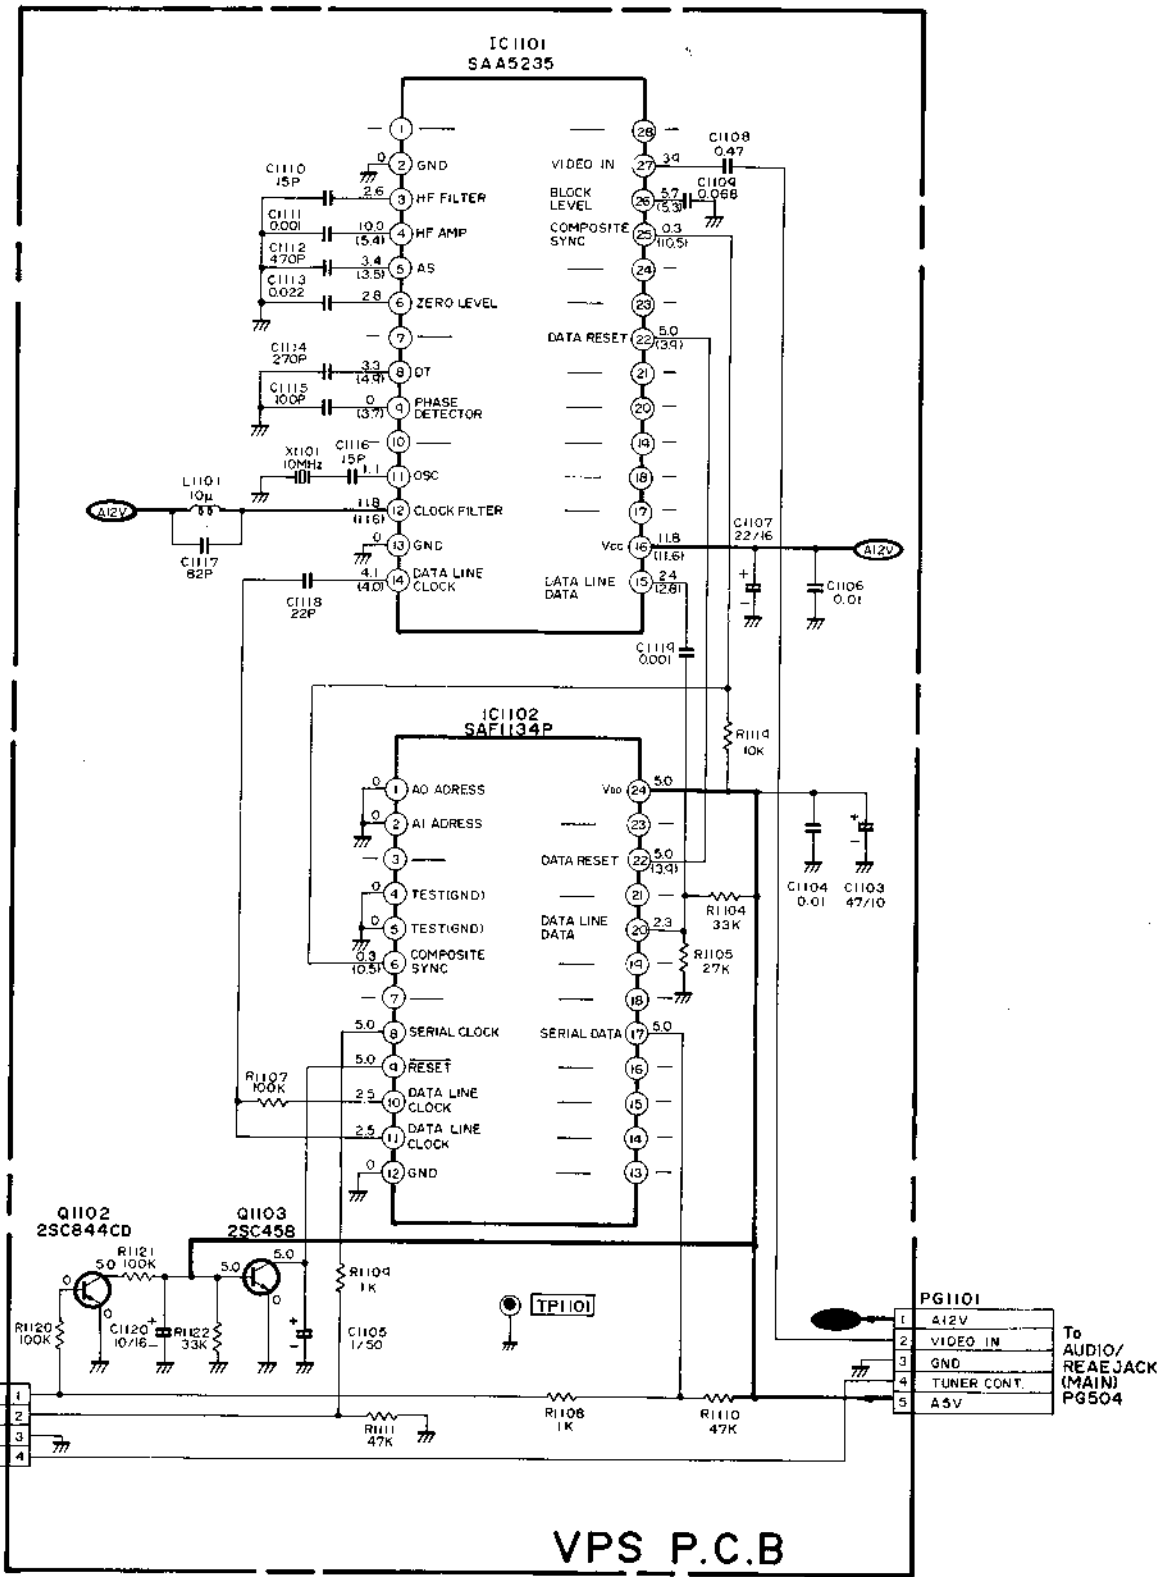 IC1101
SAA5235
1
2 GND 0
3 HF FILTER 2.6
4 HF AMP 10.0 (5.4)
5 AS 3.4 (3.5)
6 ZERO LEVEL 2.8
7
8 DT 3.3 (4.9)
9 PHASE DETECTOR 0 (3.7)
10
11 OSC 1.1
12 CLOCK FILTER 11.8 (11.6)
13 GND 0
14 DATA LINE CLOCK 4.1 (4.0)
28
VIDEO IN 27 3.9
BLOCK LEVEL 26 5.7 (5.3)
COMPOSITE SYNC 25 0.3 (10.5)
24
23
DATA RESET 22 5.0 (3.9)
21
20
19
18
17
Vcc 16 11.8 (11.6)
DATA LINE DATA 15 2.4 (2.8)
C1108
0.47
C1109
0.068
C1110
15P
C1111
0.001
C1112
470P
C1113
0.022
C1114
270P
C1115
100P
X1101
10MHz
C1116
15P
L1101
10μ
A12V
C1117
82P
C1118
22P
C1107
22/16
+
-
A12V
C1106
0.01
C1119
0.001
R1119
10K
IC1102
SAF1134P
1 A0 ADRESS 0
2 A1 ADRESS 0
3
4 TEST(GND) 0
5 TEST(GND) 0
6 COMPOSITE SYNC 0.3 (0.5)
7
8 SERIAL CLOCK 5.0
9 RESET 5.0
10 DATA LINE CLOCK 2.5
11 DATA LINE CLOCK 2.5
12 GND 0
VDD 24 5.0
23
DATA RESET 22 5.0 (3.9)
21
DATA LINE DATA 20 2.3
19
18
SERIAL DATA 17 5.0
16
15
14
13
C1104
0.01
+
-
C1103
47/10
R1104
33K
R1105
27K
R1107
100K
Q1102
2SC844CD
Q1103
2SC458
R1121
100K
0
5.0
0
5.0
5.0
0
R1120
100K
C1120
10/16
+
-
R1122
33K
+
-
C1105
1/50
R1109
1K
TP1101
R1108
1K
R1110
47K
R1111
47K
1
2
3
4
PG1101
1 A12V
2 VIDEO IN
3 GND
4 TUNER CONT.
5 A5V
To
AUDIO/
REAEJACK
(MAIN)
PG504
VPS P.C.B